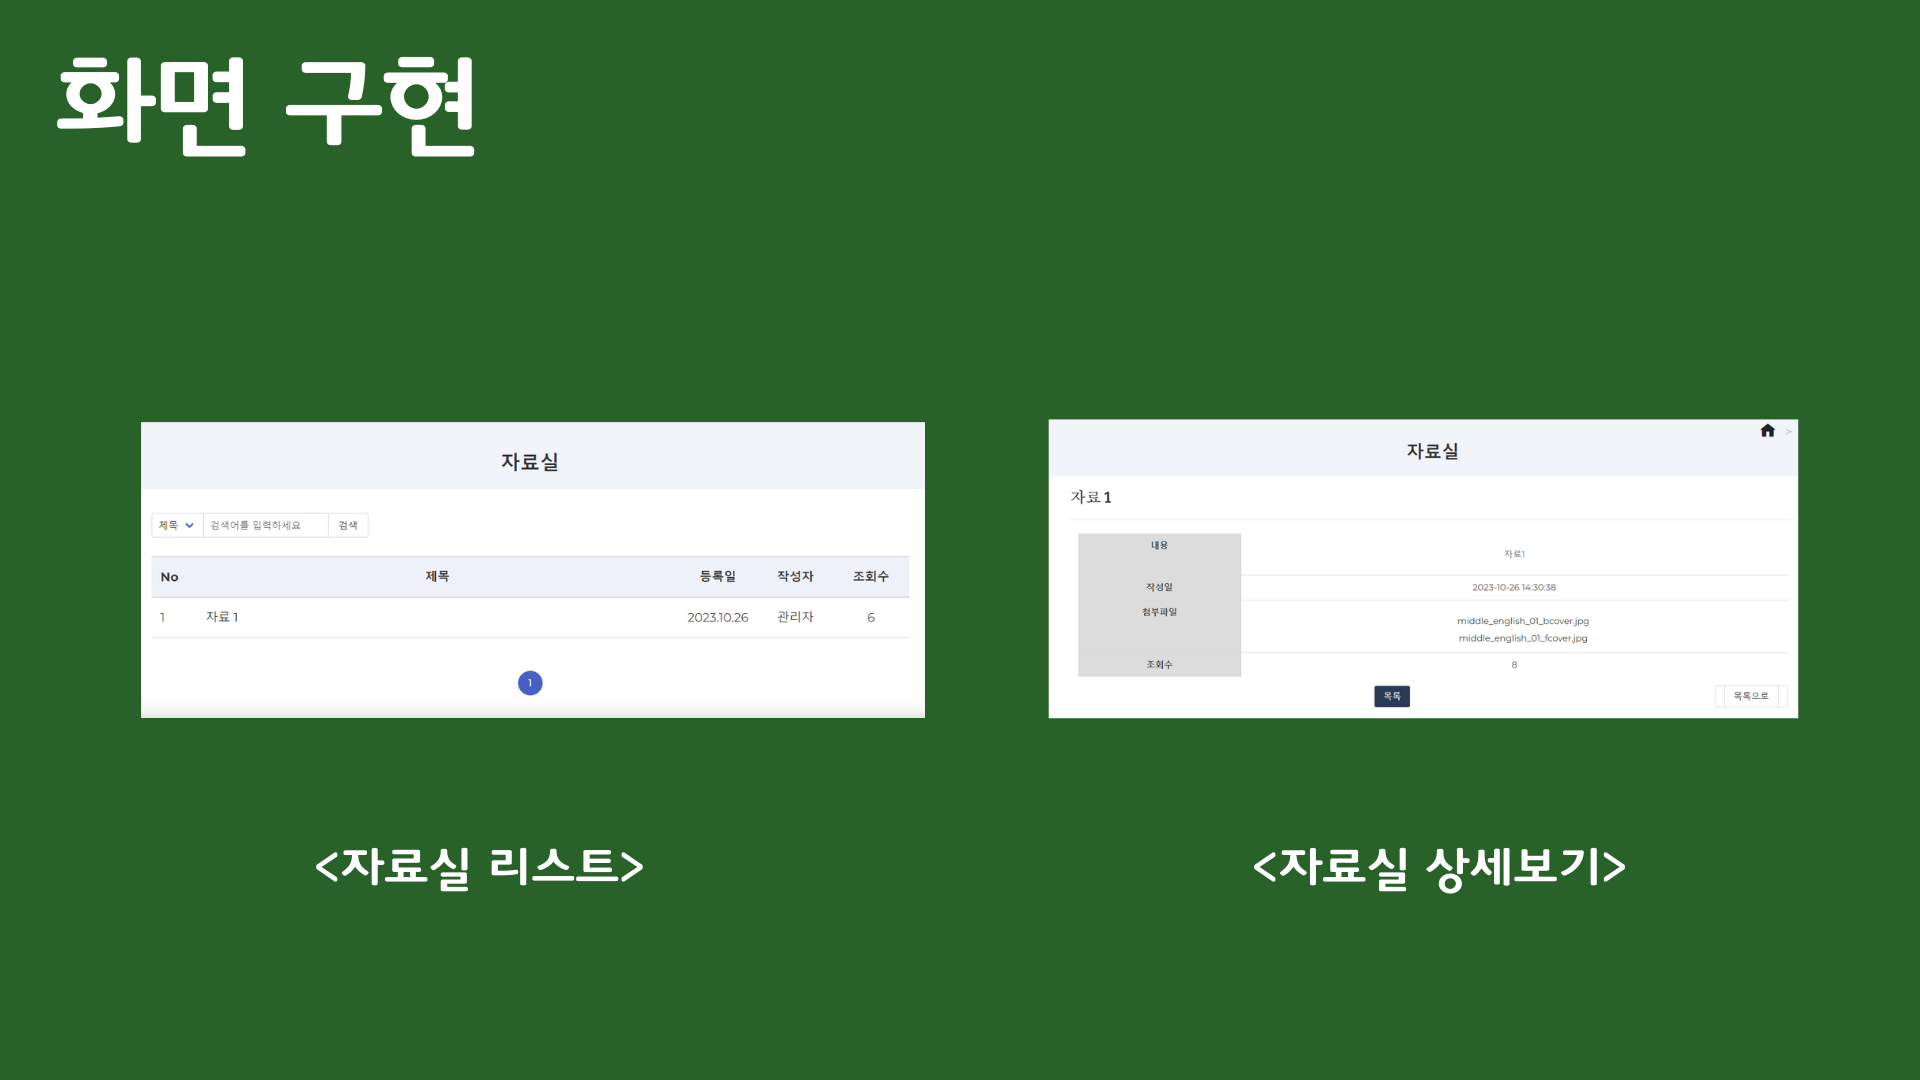 화면 구현
자료실
제목 검색어를 입력하세요 검색
No 제목 등록일 작성자 조회수
1 자료 1 2023.10.26 관리자 6
1
<자료실 리스트>
자료실
>
자료 1
내용 자료1
작성일 2023-10-26 14:30:38
첨부파일
middle_english_01_bcover.jpg
middle_english_01_fcover.jpg
조회수 8
목록 목록으로
<자료실 상세보기>